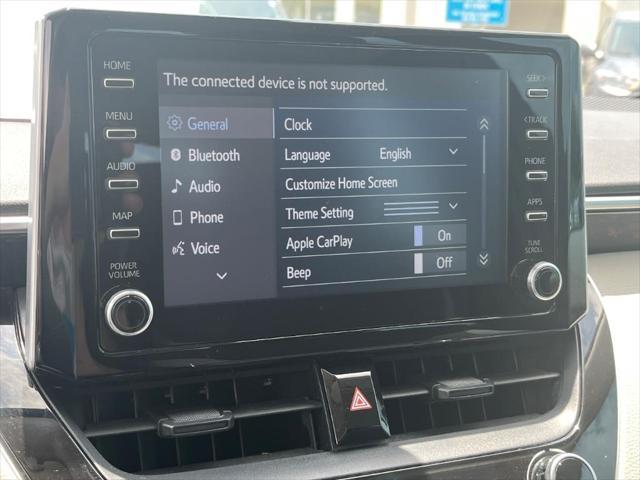 HOME
MENU
AUDIO
MAP
POWER
VOLUME
The connected device is not supported.
General
Bluetooth
Audio
Phone
Voice
Clock
Language English
Customize Home Screen
Theme Setting
Apple CarPlay On
Beep Off
SEEK>
<TRACK
PHONE
APPS
TUNE
SCROLL